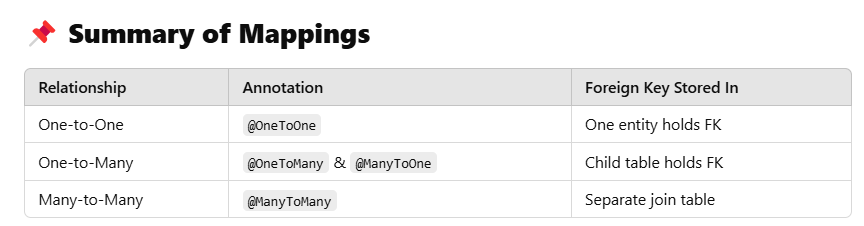 📌 Summary of Mappings
Relationship Annotation Foreign Key Stored In
One-to-One @OneToOne One entity holds FK
One-to-Many @OneToMany & @ManyToOne Child table holds FK
Many-to-Many @ManyToMany Separate join table